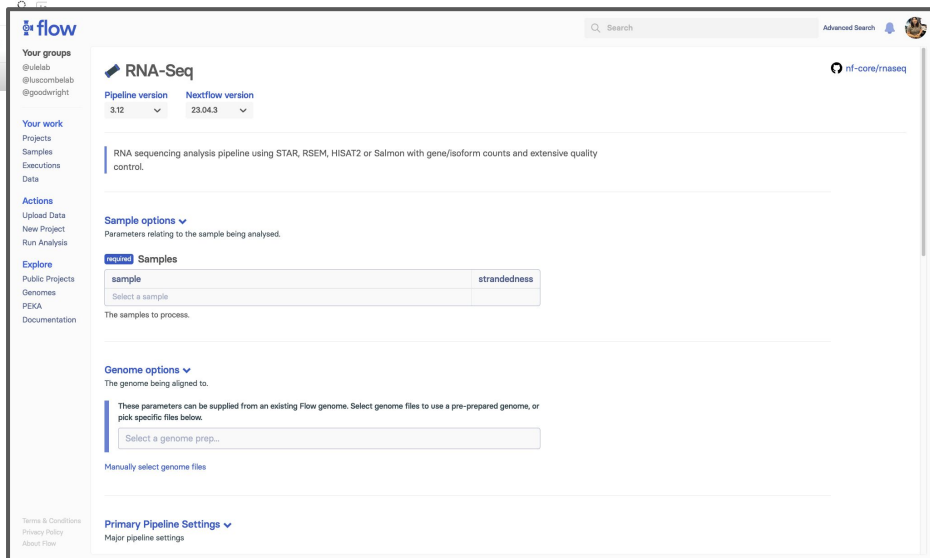 flow
Search
Advanced Search
Your groups
@ulelab
@luscombelab
@goodwright
Your work
Projects
Samples
Executions
Data
Actions
Upload Data
New Project
Run Analysis
Explore
Public Projects
Genomes
PEKA
Documentation
Terms & Conditions
Privacy Policy
About Flow
RNA-Seq
nf-core/rnaseq
Pipeline version Nextflow version
3.12 23.04.3
RNA sequencing analysis pipeline using STAR, RSEM, HISAT2 or Salmon with gene/isoform counts and extensive quality
control.
Sample options
Parameters relating to the sample being analysed.
required Samples
sample strandedness
Select a sample
The samples to process.
Genome options
The genome being aligned to.
These parameters can be supplied from an existing Flow genome. Select genome files to use a pre-prepared genome, or
pick specific files below.
Select a genome prep...
Manually select genome files
Primary Pipeline Settings
Major pipeline settings